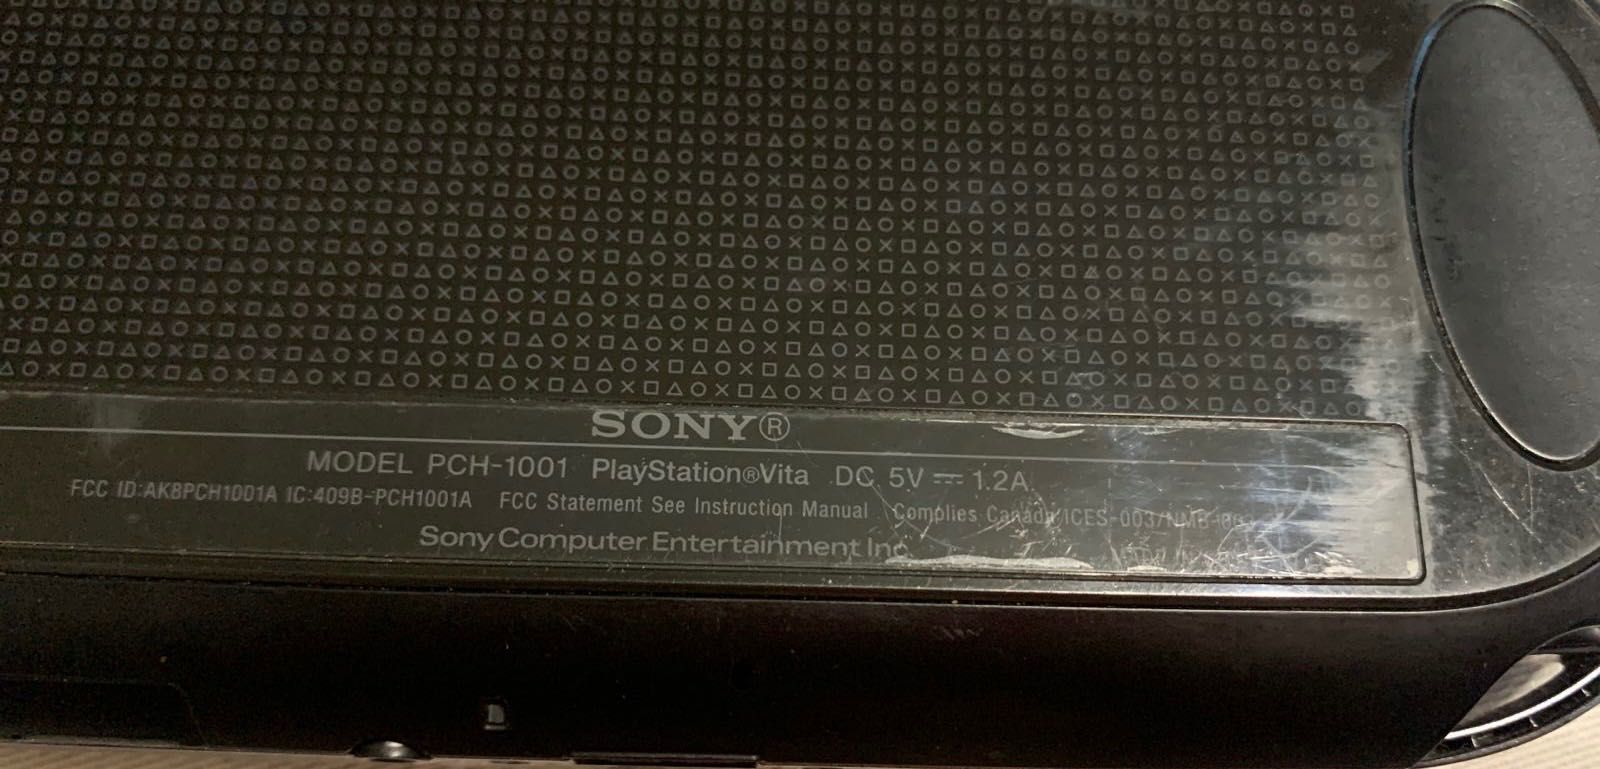 SONY®
MODEL PCH-1001 PlayStation®Vita DC 5V ⎓ 1.2A
FCC ID:AK8PCH1001A IC:409B-PCH1001A FCC Statement See Instruction Manual Complies Canada ICES-003/NMB-003
Sony Computer Entertainment Inc.